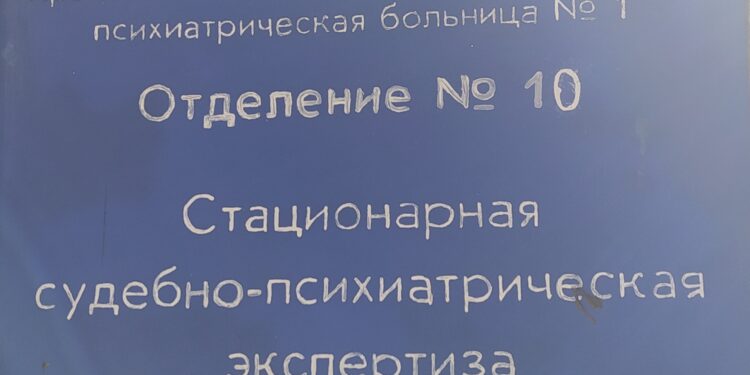 психиатрическая больница № 1
Отделение № 10
Стационарная
судебно-психиатрическая
экспертиза